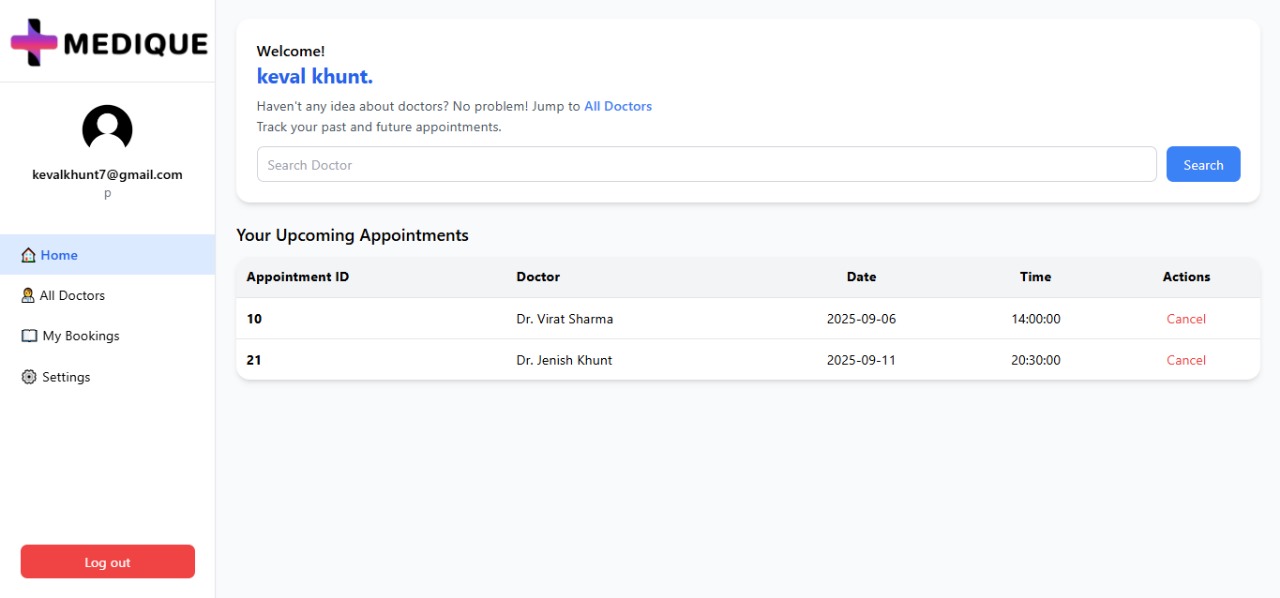 MEDIQUE
kevalkhunt7@gmail.com
p
Home
All Doctors
My Bookings
Settings
Log out
Welcome!
keval khunt.
Haven't any idea about doctors? No problem! Jump to All Doctors
Track your past and future appointments.
Search Doctor Search
Your Upcoming Appointments
Appointment ID Doctor Date Time Actions
10 Dr. Virat Sharma 2025-09-06 14:00:00 Cancel
21 Dr. Jenish Khunt 2025-09-11 20:30:00 Cancel